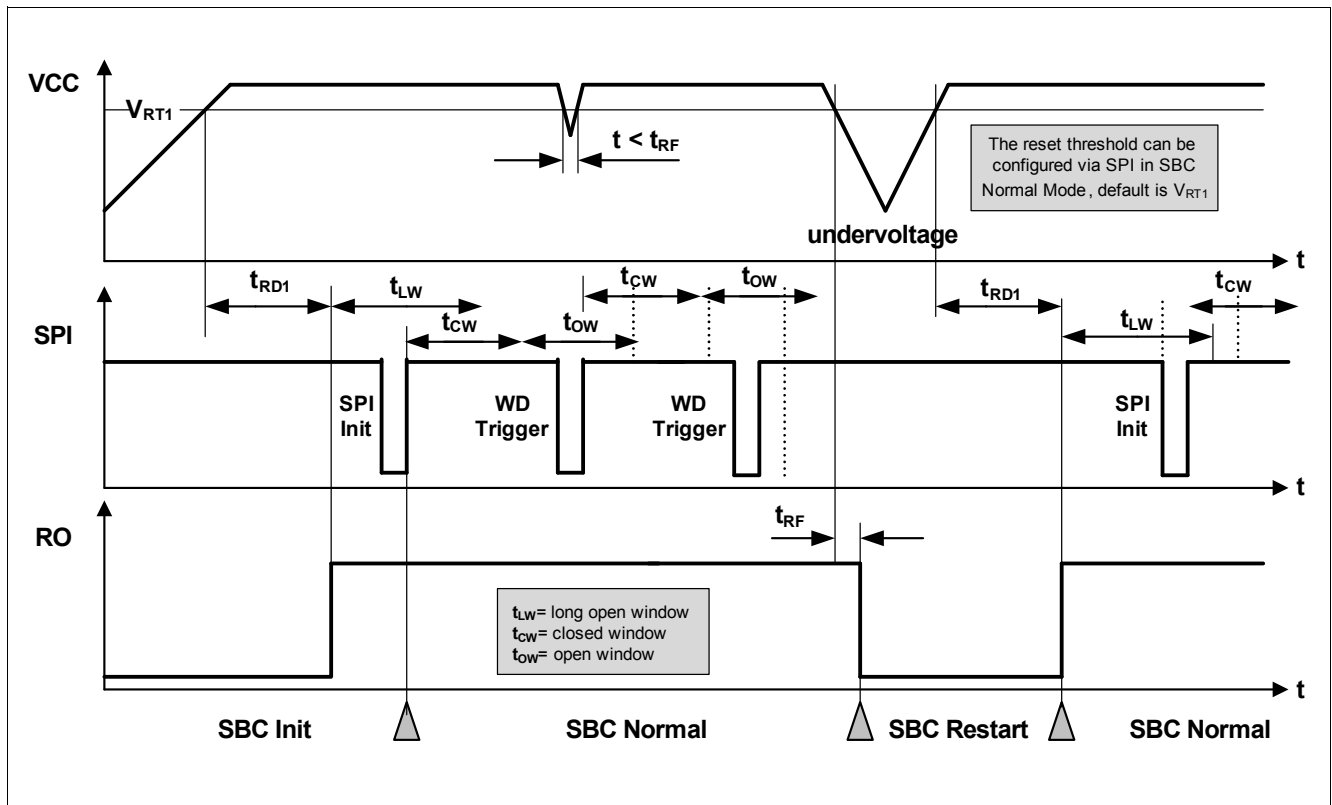 VCC
VRT1
t < tRF
The reset threshold can be
configured via SPI in SBC
Normal Mode, default is VRT1
undervoltage
t
tRD1
tLW
tCW
tOW
tRD1
tCW
SPI
tCW
tOW
tLW
SPI
Init
WD
Trigger
WD
Trigger
SPI
Init
t
RO
tRF
tLW= long open window
tCW= closed window
tOW= open window
t
SBC Init
SBC Normal
SBC Restart
SBC Normal